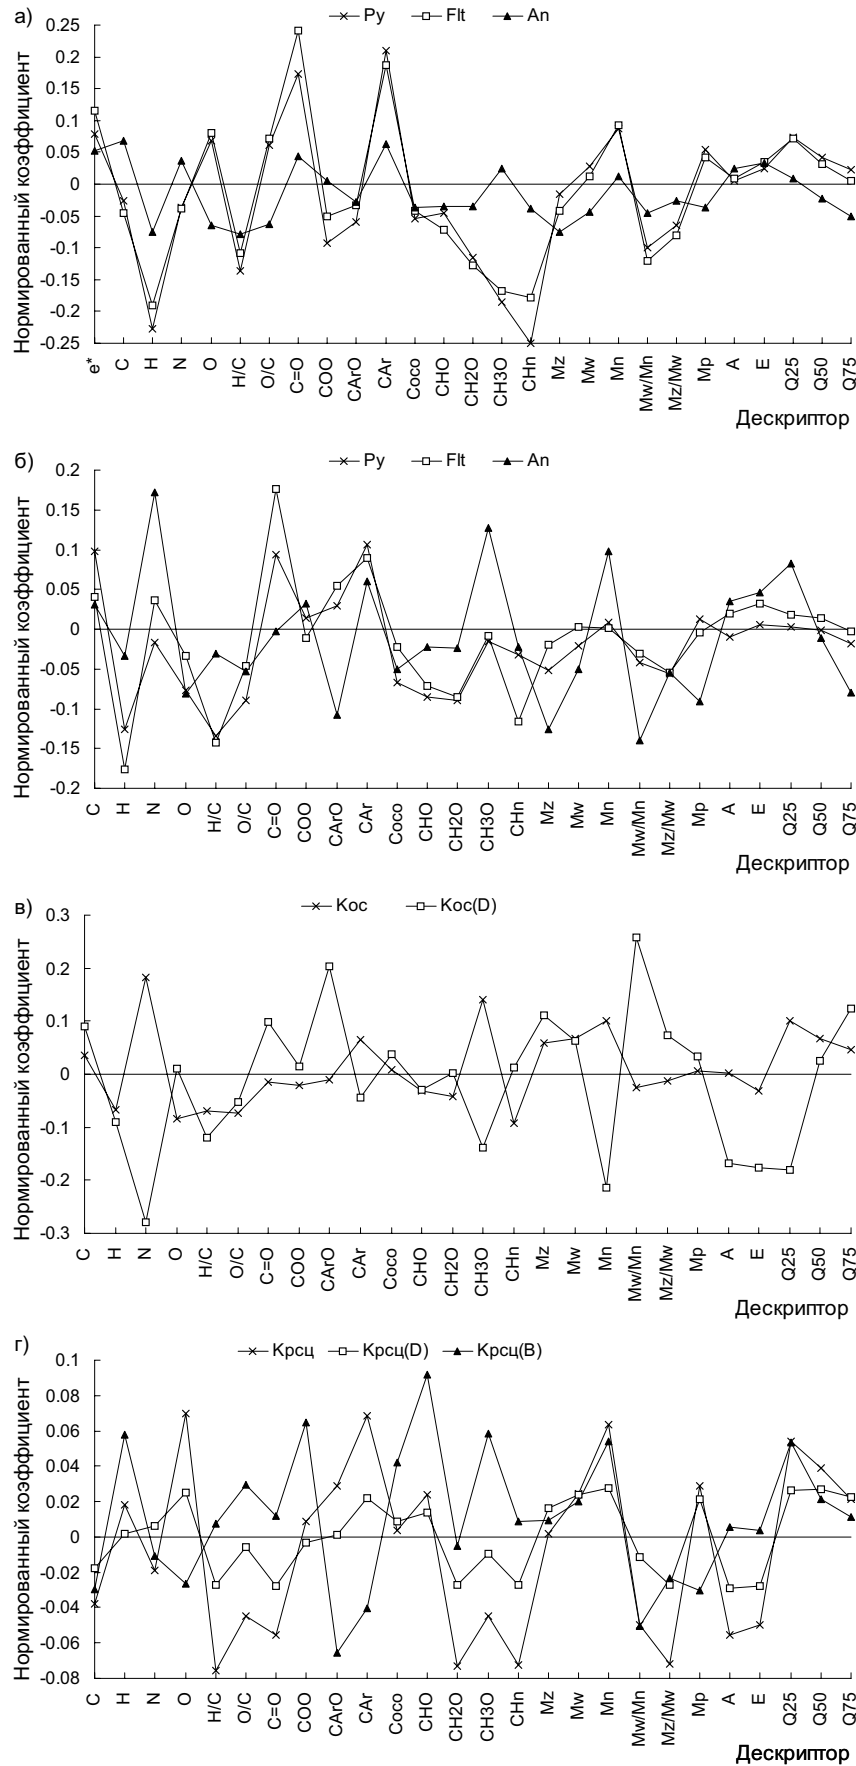 а)
Py Flt An
Нормированный коэффициент
0.25
0.2
0.15
0.1
0.05
0
-0.05
-0.1
-0.15
-0.2
0.25
e* C H N O H/C O/C C=O COO CArO CAr Coco CHO CH2O CH3O CHn Mz Mw Mn Mw/Mn Mz/Mw Mp A E Q25 Q50 Q75
Дескриптор
б)
Py Flt An
Нормированный коэффициент
0.2
0.15
0.1
0.05
0
-0.05
-0.1
-0.15
-0.2
C H N O H/C O/C C=O COO CArO CAr Coco CHO CH2O CH3O CHn Mz Mw Mn Mw/Mn Mz/Mw Mp A E Q25 Q50 Q75
Дескриптор
в)
Koc Koc(D)
Нормированный коэффициент
0.3
0.2
0.1
0
-0.1
-0.2
-0.3
C H N O H/C O/C C=O COO CArO CAr Coco CHO CH2O CH3O CHn Mz Mw Mn Mw/Mn Mz/Mw Mp A E Q25 Q50 Q75
Дескриптор
г)
Крсц Крсц(D) Крсц(B)
Нормированный коэффициент
0.1
0.08
0.06
0.04
0.02
0
-0.02
-0.04
-0.06
-0.08
C H N O H/C O/C C=O COO CArO CAr Coco CHO CH2O CH3O CHn Mz Mw Mn Mw/Mn Mz/Mw Mp A E Q25 Q50 Q75
Дескриптор